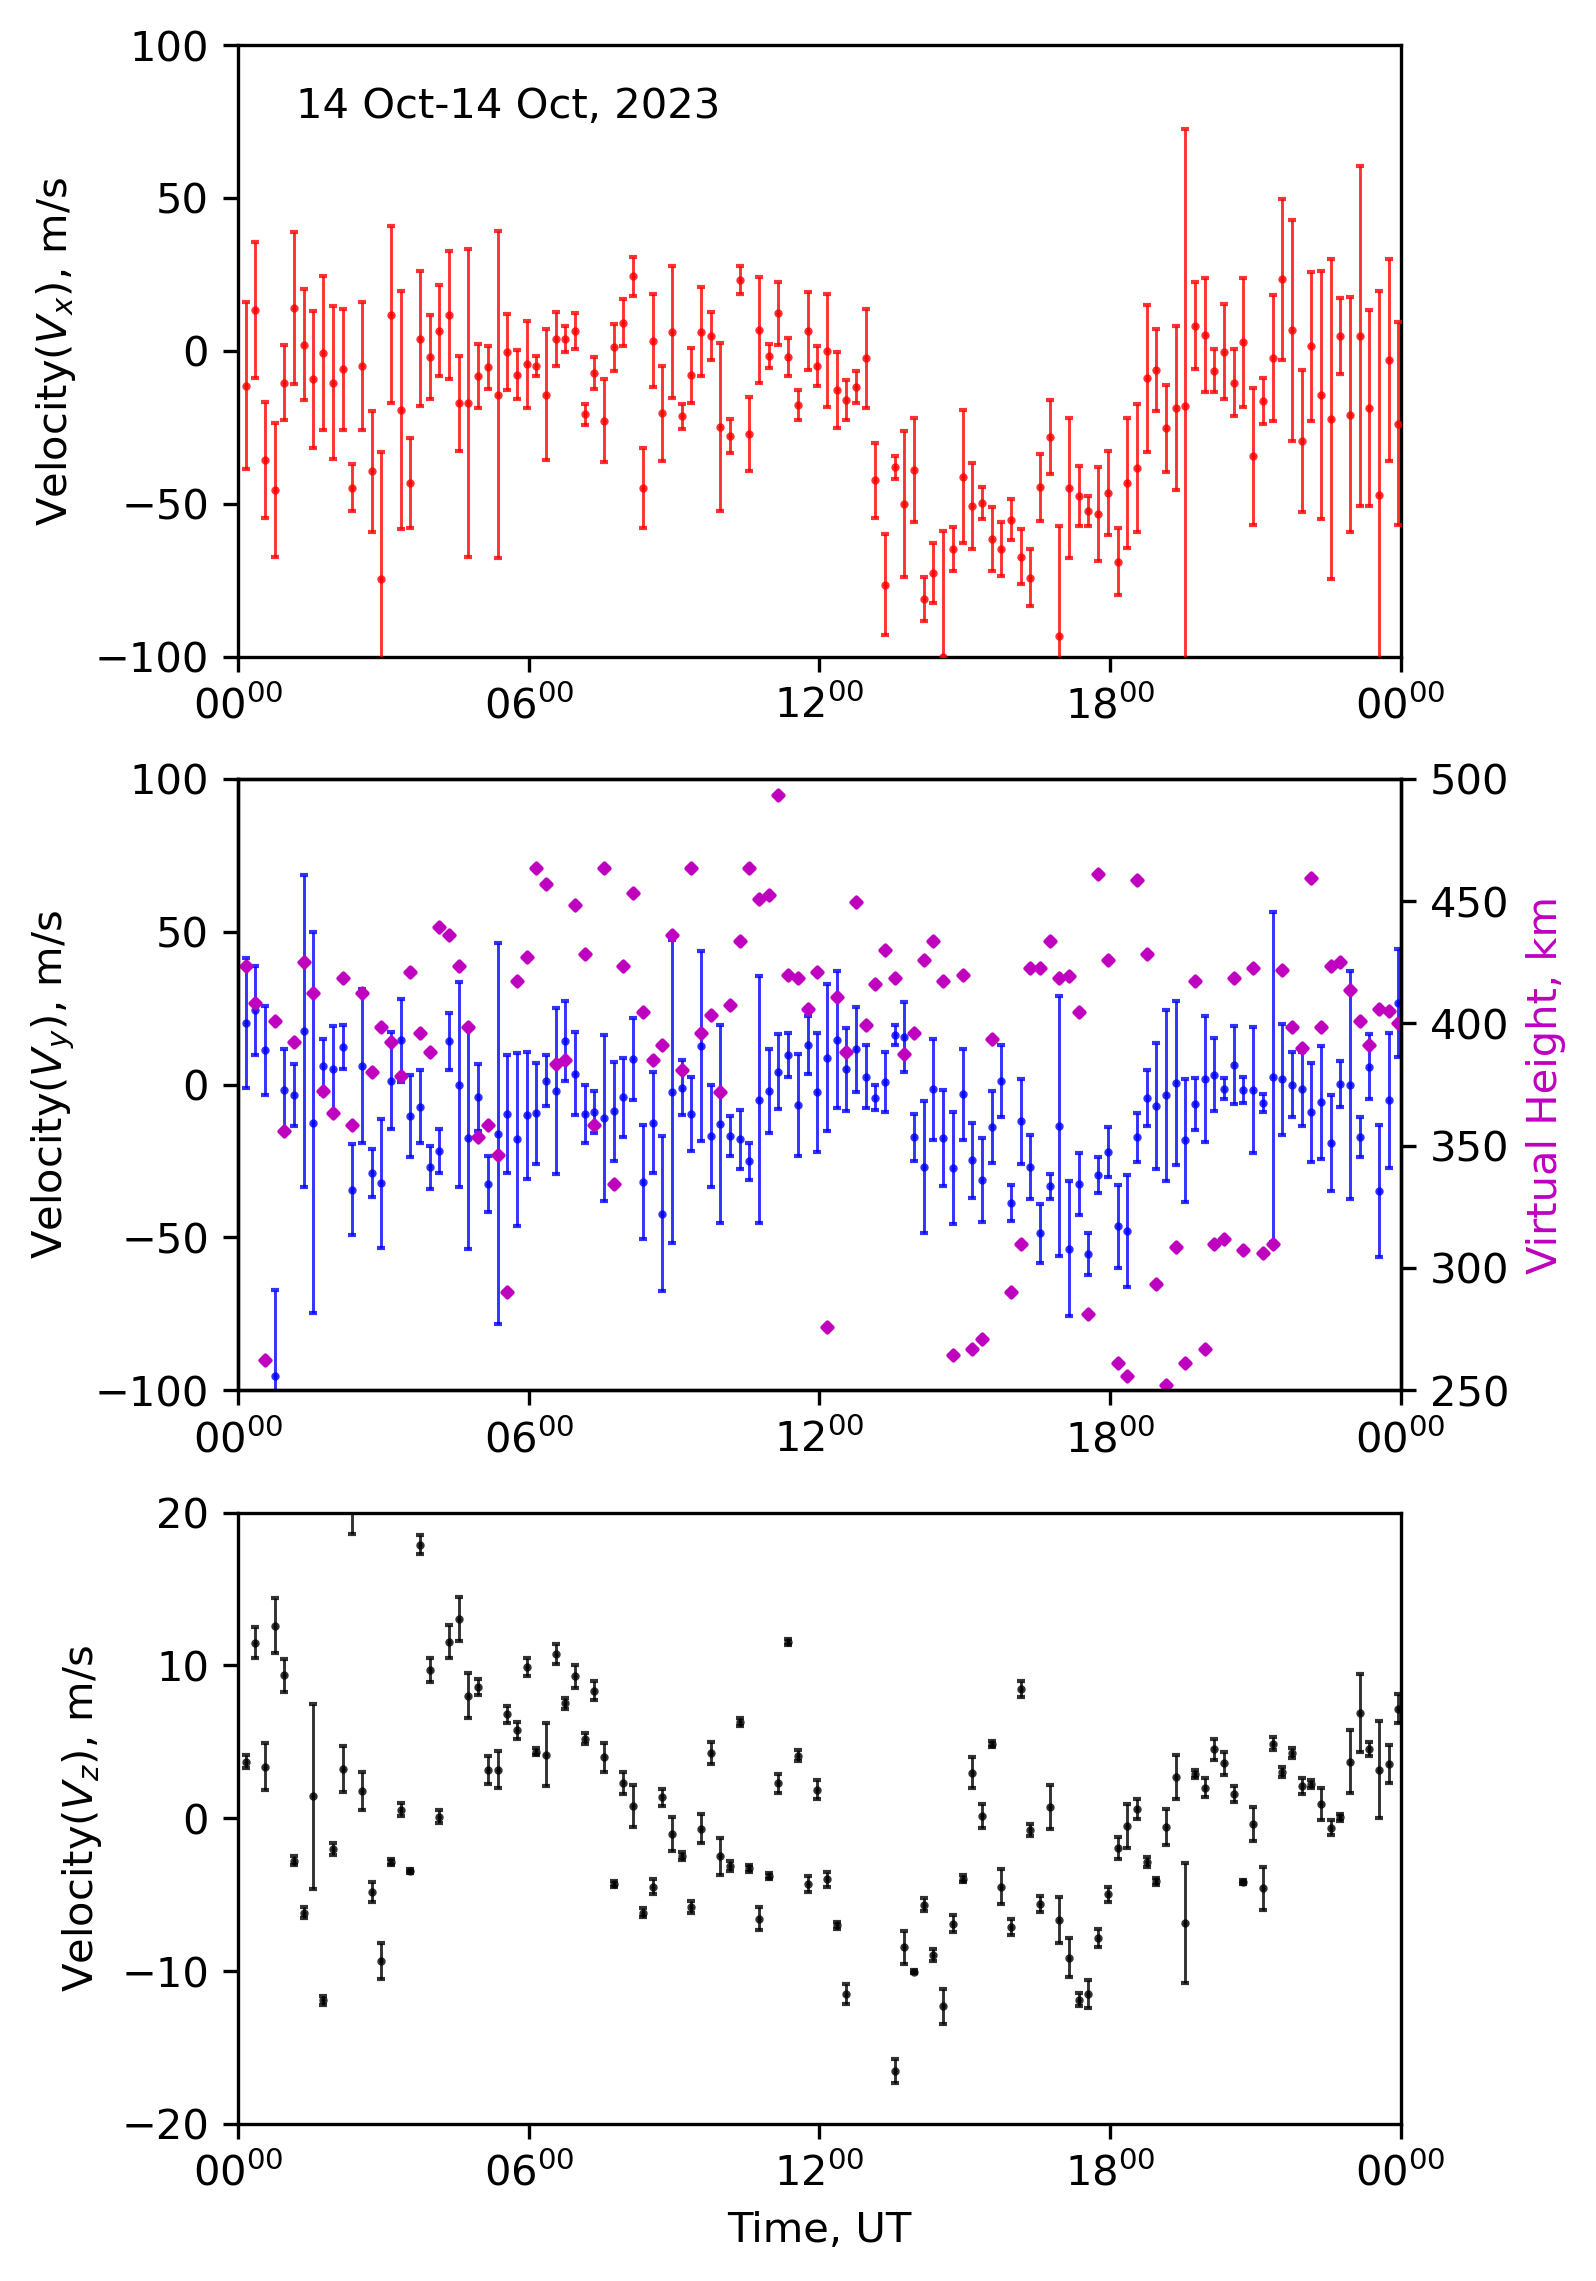 100
14 Oct-14 Oct, 2023
50
0
−50
−100
Velocity(Vx), m/s
00⁰⁰ 06⁰⁰ 12⁰⁰ 18⁰⁰ 00⁰⁰
100
50
0
−50
−100
Velocity(Vy), m/s
500
450
400
350
300
250
Virtual Height, km
00⁰⁰ 06⁰⁰ 12⁰⁰ 18⁰⁰ 00⁰⁰
20
10
0
−10
−20
Velocity(Vz), m/s
00⁰⁰ 06⁰⁰ 12⁰⁰ 18⁰⁰ 00⁰⁰
Time, UT